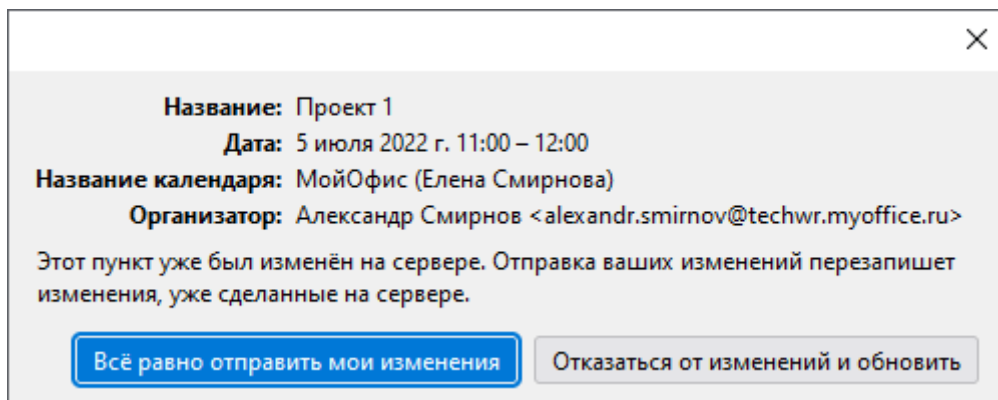 Название: Проект 1
Дата: 5 июля 2022 г. 11:00 – 12:00
Название календаря: МойОфис (Елена Смирнова)
Организатор: Александр Смирнов <alexandr.smirnov@techwr.myoffice.ru>
Этот пункт уже был изменён на сервере. Отправка ваших изменений перезапишет
изменения, уже сделанные на сервере.
Всё равно отправить мои изменения Отказаться от изменений и обновить